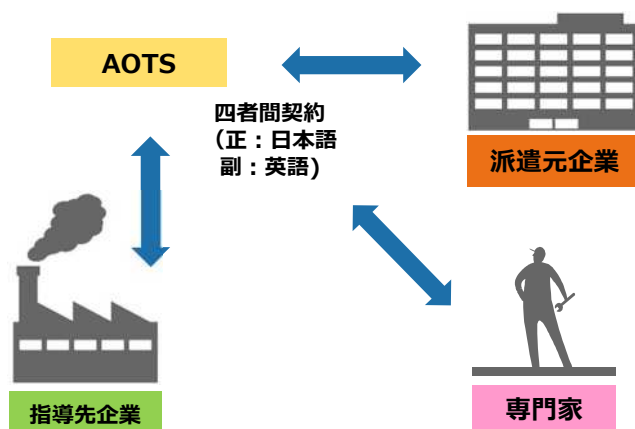 AOTS
四者間契約
(正：日本語
副：英語)
派遣元企業
指導先企業
専門家